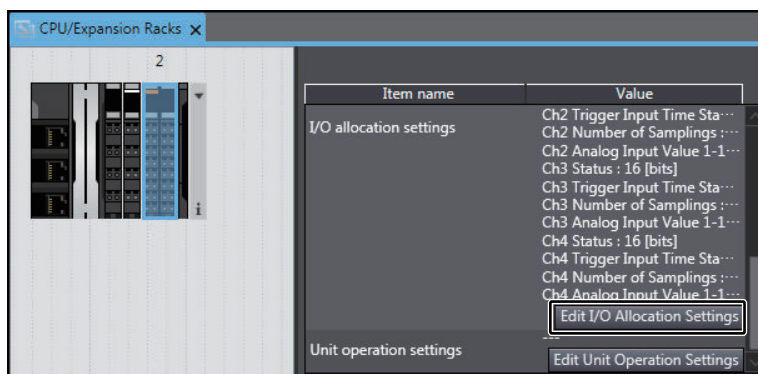 CPU/Expansion Racks x
2
Item name Value
I/O allocation settings
Ch2 Trigger Input Time Sta···
Ch2 Number of Samplings :···
Ch2 Analog Input Value 1-1···
Ch3 Status : 16 [bits]
Ch3 Trigger Input Time Sta···
Ch3 Number of Samplings :···
Ch3 Analog Input Value 1-1···
Ch4 Status : 16 [bits]
Ch4 Trigger Input Time Sta···
Ch4 Number of Samplings :···
Ch4 Analog Input Value 1-1···
Edit I/O Allocation Settings
Unit operation settings
---
Edit Unit Operation Settings
i